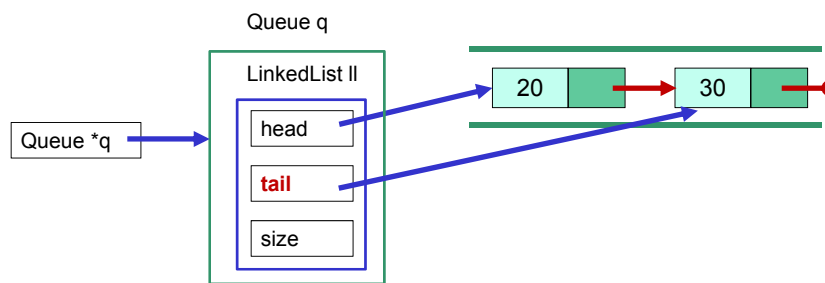 Queue q
LinkedList ll
head
tail
size
Queue *q
20
30